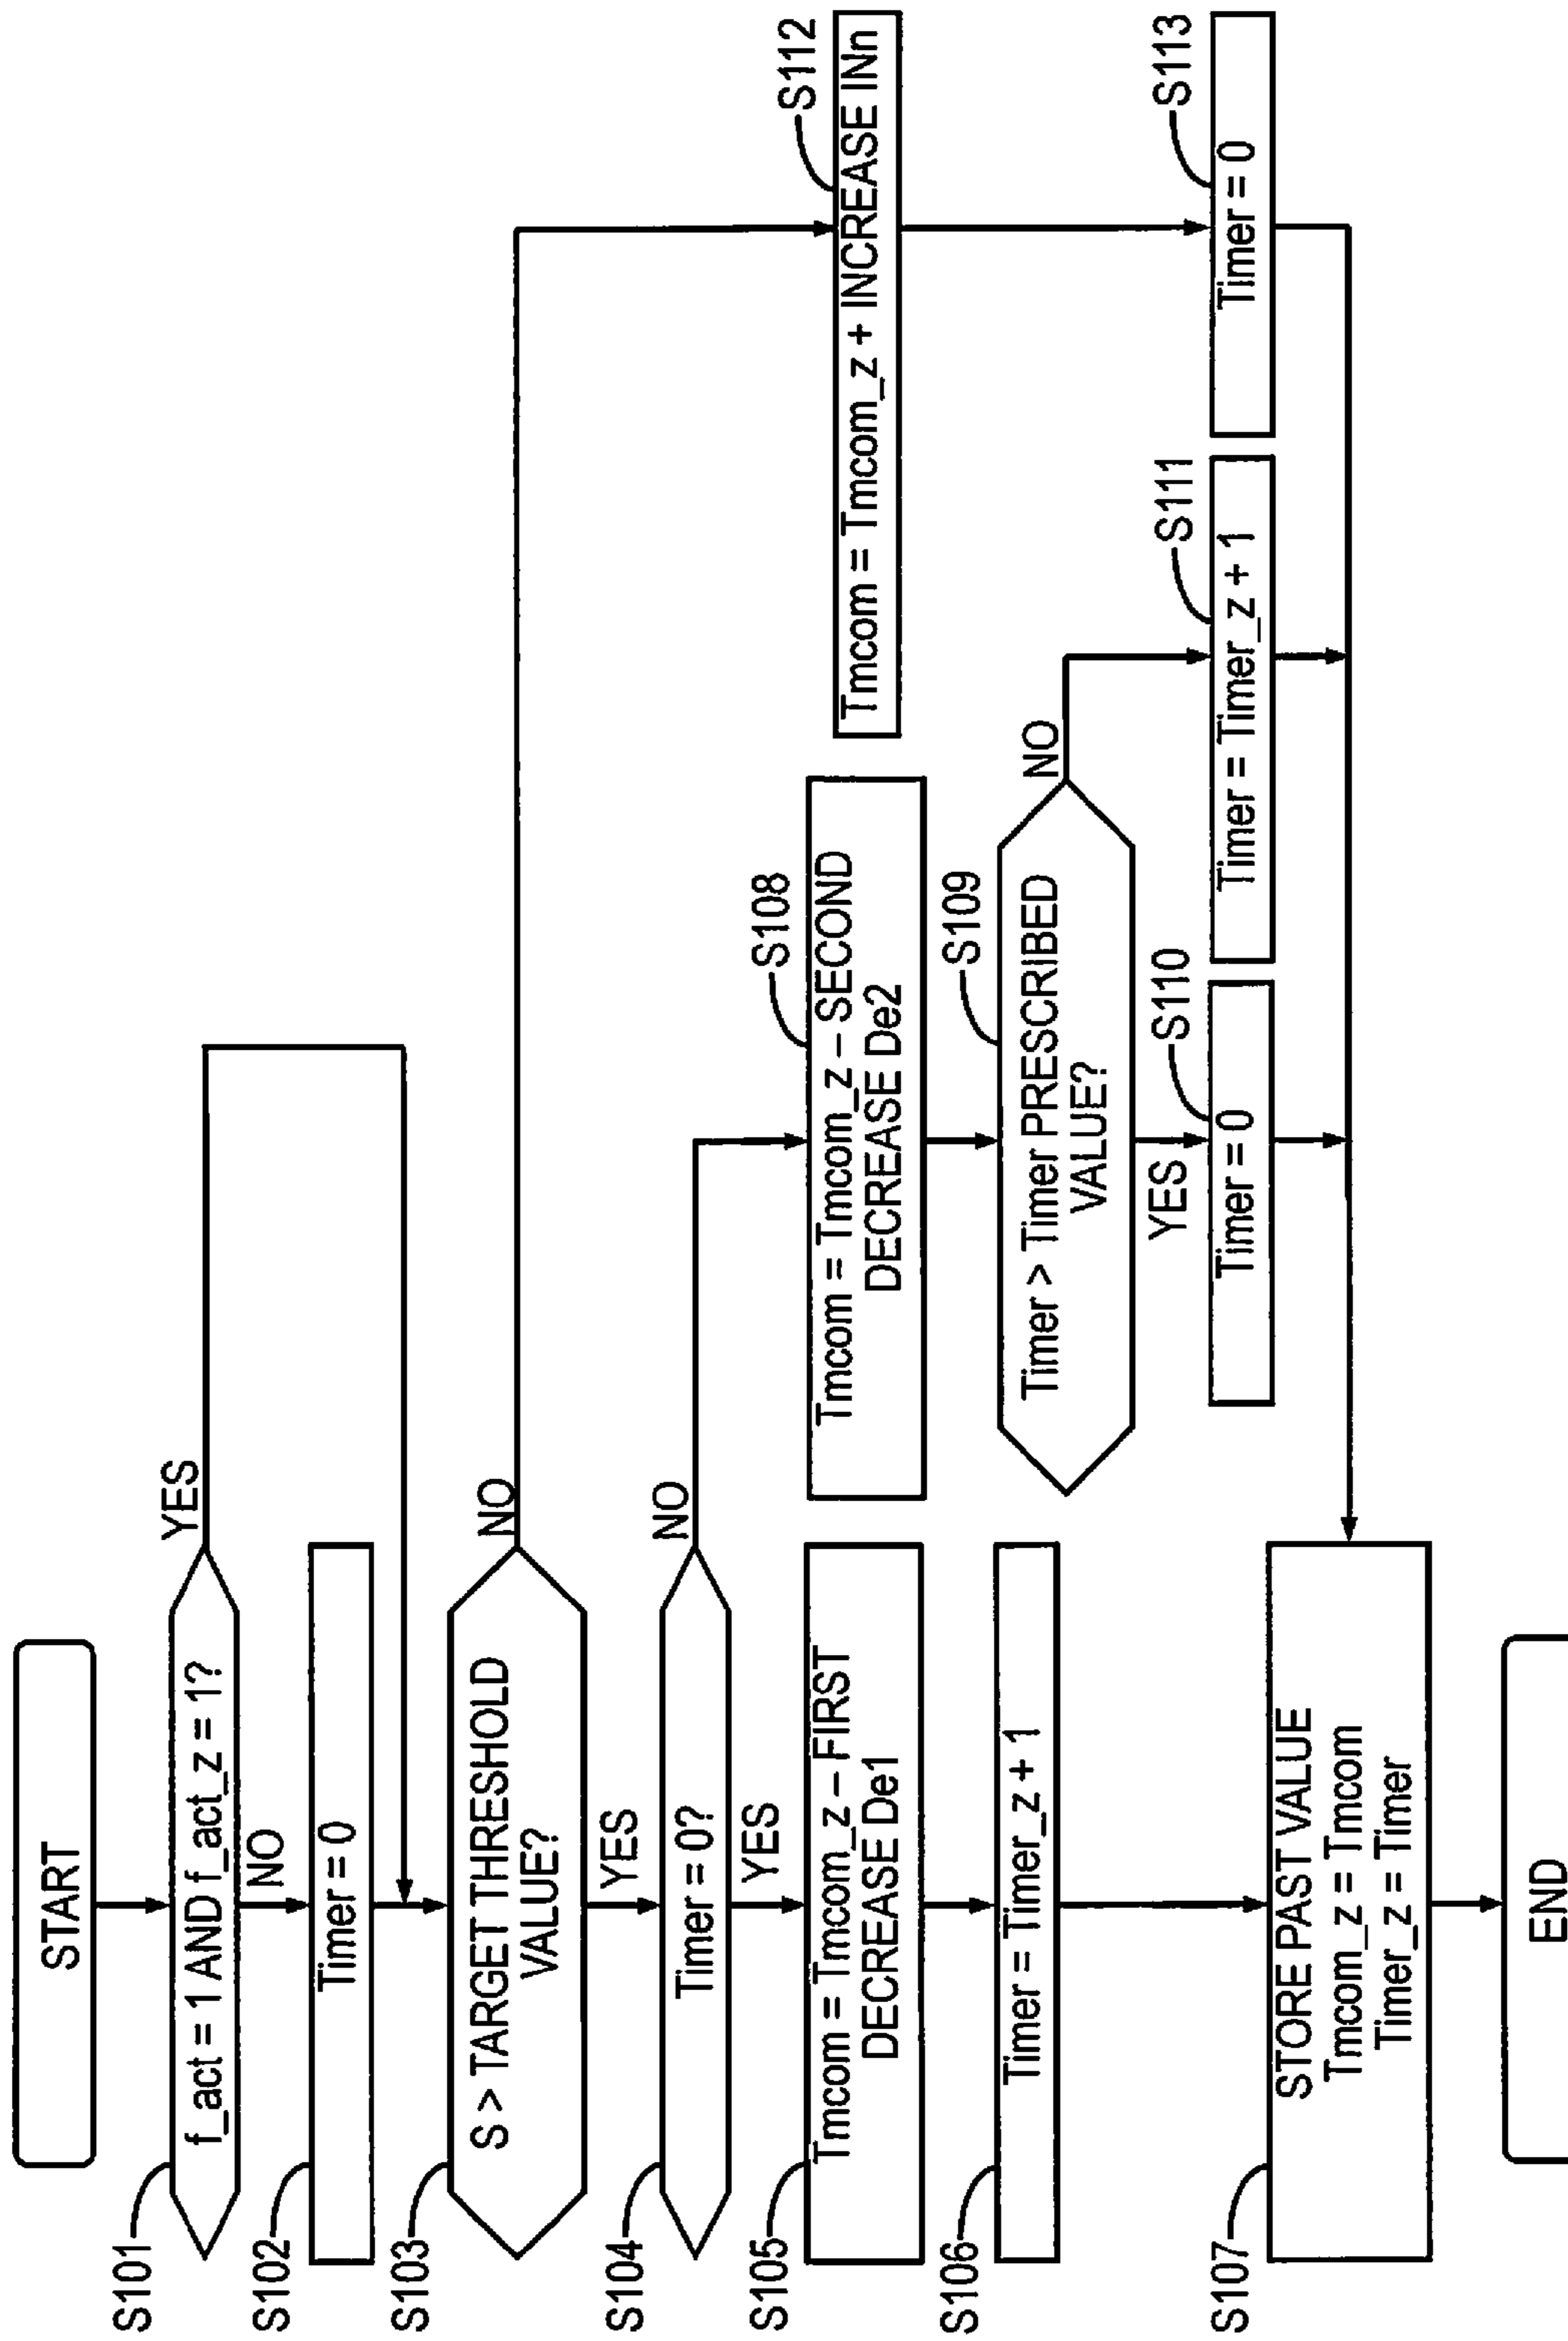 START
S101
f_act = 1 AND f_act_z = 1?
YES
NO
S102
Timer = 0
S103
S > TARGET THRESHOLD
VALUE?
NO
YES
S104
Timer = 0?
NO
YES
S105
Tmcom = Tmcom_z – FIRST
DECREASE De1
S108
Tmcom = Tmcom_z – SECOND
DECREASE De2
S112
Tmcom = Tmcom_z + INCREASE INn
S106
Timer = Timer_z + 1
S109
Timer > Timer PRESCRIBED
VALUE?
NO
YES
S110
Timer = 0
S111
Timer = Timer_z + 1
S113
Timer = 0
S107
STORE PAST VALUE
Tmcom_z = Tmcom
Timer_z = Timer
END